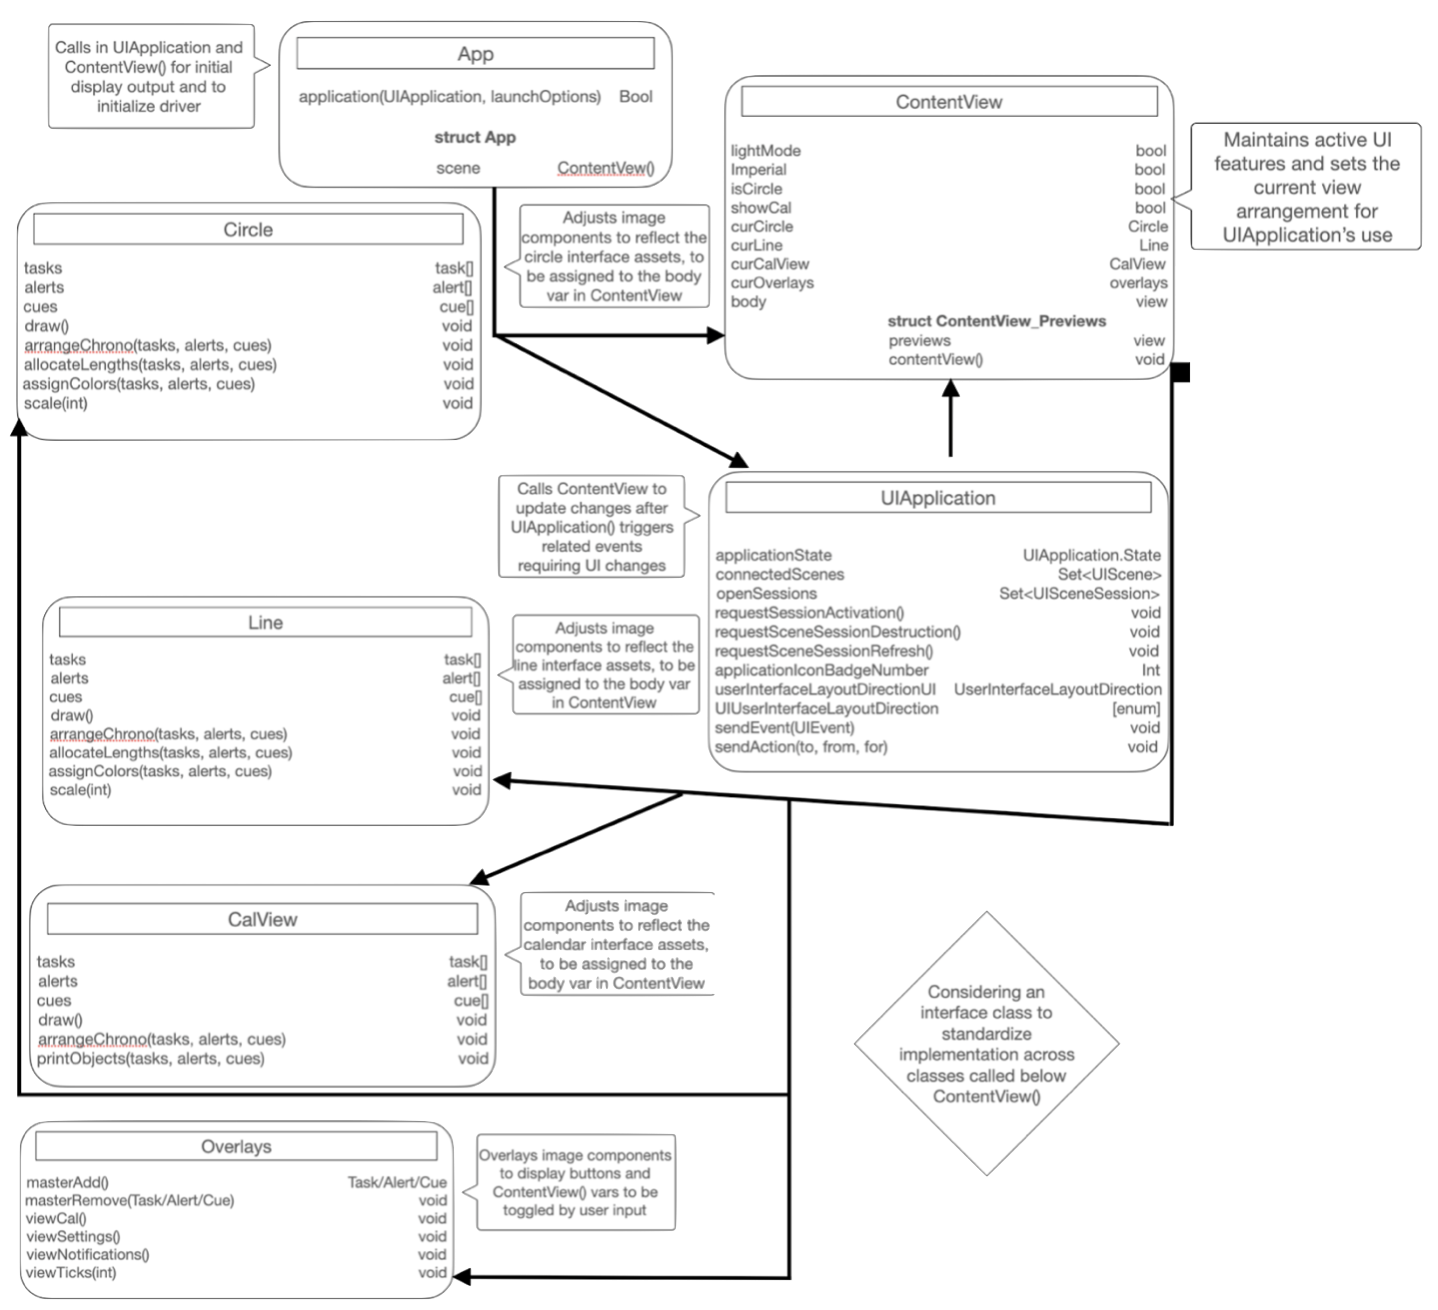 Calls in UIApplication and
ContentView() for initial
display output and to
initialize driver
App
application(UIApplication, launchOptions) Bool
struct App
scene ContentVew()
ContentView
lightMode bool
Imperial bool
isCircle bool
showCal bool
curCircle Circle
curLine Line
curCalView CalView
curOverlays overlays
body view
struct ContentView_Previews
previews view
contentView() void
Maintains active UI
features and sets the
current view
arrangement for
UIApplication's use
Circle
tasks task[]
alerts alert[]
cues cue[]
draw() void
arrangeChrono(tasks, alerts, cues) void
allocateLengths(tasks, alerts, cues) void
assignColors(tasks, alerts, cues) void
scale(int) void
Adjusts image
components to reflect the
circle interface assets, to
be assigned to the body
var in ContentView
Calls ContentView to
update changes after
UIApplication() triggers
related events
requiring UI changes
UIApplication
applicationState UIApplication.State
connectedScenes Set<UIScene>
openSessions Set<UISceneSession>
requestSessionActivation() void
requestSceneSessionDestruction() void
requestSceneSessionRefresh() void
applicationIconBadgeNumber Int
userInterfaceLayoutDirectionUI UserInterfaceLayoutDirection
UIUserInterfaceLayoutDirection [enum]
sendEvent(UIEvent) void
sendAction(to, from, for) void
Line
tasks task[]
alerts alert[]
cues cue[]
draw() void
arrangeChrono(tasks, alerts, cues) void
allocateLengths(tasks, alerts, cues) void
assignColors(tasks, alerts, cues) void
scale(int) void
Adjusts image
components to reflect the
line interface assets, to be
assigned to the body var
in ContentView
CalView
tasks task[]
alerts alert[]
cues cue[]
draw() void
arrangeChrono(tasks, alerts, cues) void
printObjects(tasks, alerts, cues) void
Adjusts image
components to reflect the
calendar interface assets,
to be assigned to the
body var in ContentView
Considering an
interface class to
standardize
implementation across
classes called below
ContentView()
Overlays
masterAdd() Task/Alert/Cue
masterRemove(Task/Alert/Cue) void
viewCal() void
viewSettings() void
viewNotifications() void
viewTicks(int) void
Overlays image components
to display buttons and
ContentView() vars to be
toggled by user input